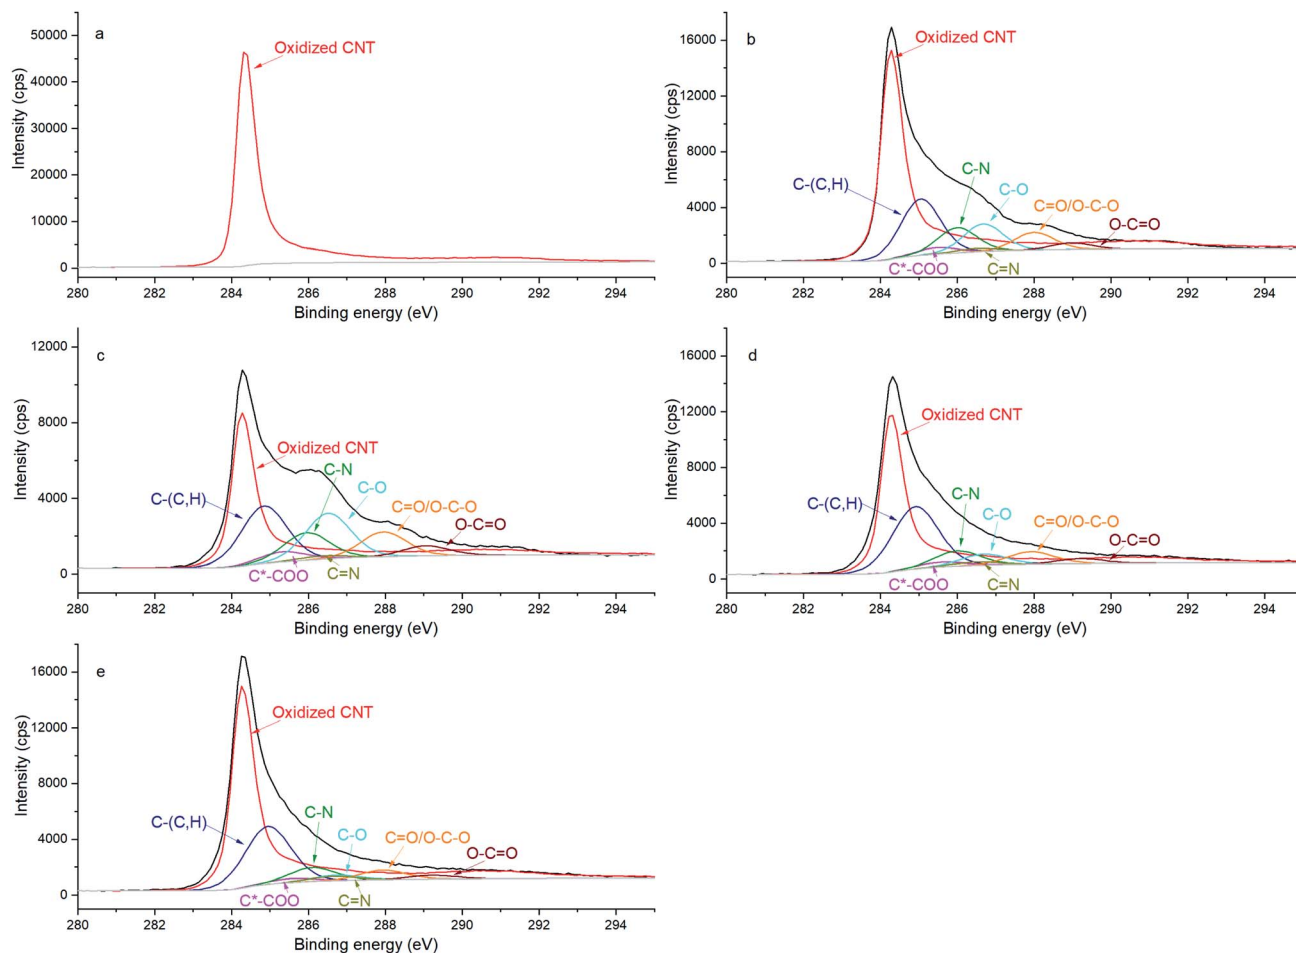 a
Oxidized CNT
50000
40000
30000
20000
10000
0
Intensity (cps)
280 282 284 286 288 290 292 294
Binding energy (eV)
b
Oxidized CNT
C-(C,H)
C-N
C-O
C=O/O-C-O
O-C=O
C*-COO
C=N
16000
12000
8000
4000
0
Intensity (cps)
280 282 284 286 288 290 292 294
Binding energy (eV)
c
Oxidized CNT
C-N
C-(C,H)
C-O
C=O/O-C-O
O-C=O
C*-COO
C=N
12000
8000
4000
0
Intensity (cps)
280 282 284 286 288 290 292 294
Binding energy (eV)
d
Oxidized CNT
C-(C,H)
C-N
C-O
C=O/O-C-O
O-C=O
C*-COO
C=N
16000
12000
8000
4000
0
Intensity (cps)
280 282 284 286 288 290 292 294
Binding energy (eV)
e
Oxidized CNT
C-(C,H)
C-N
C-O
C=O/O-C-O
O-C=O
C*-COO
C=N
16000
12000
8000
4000
0
Intensity (cps)
280 282 284 286 288 290 292 294
Binding energy (eV)